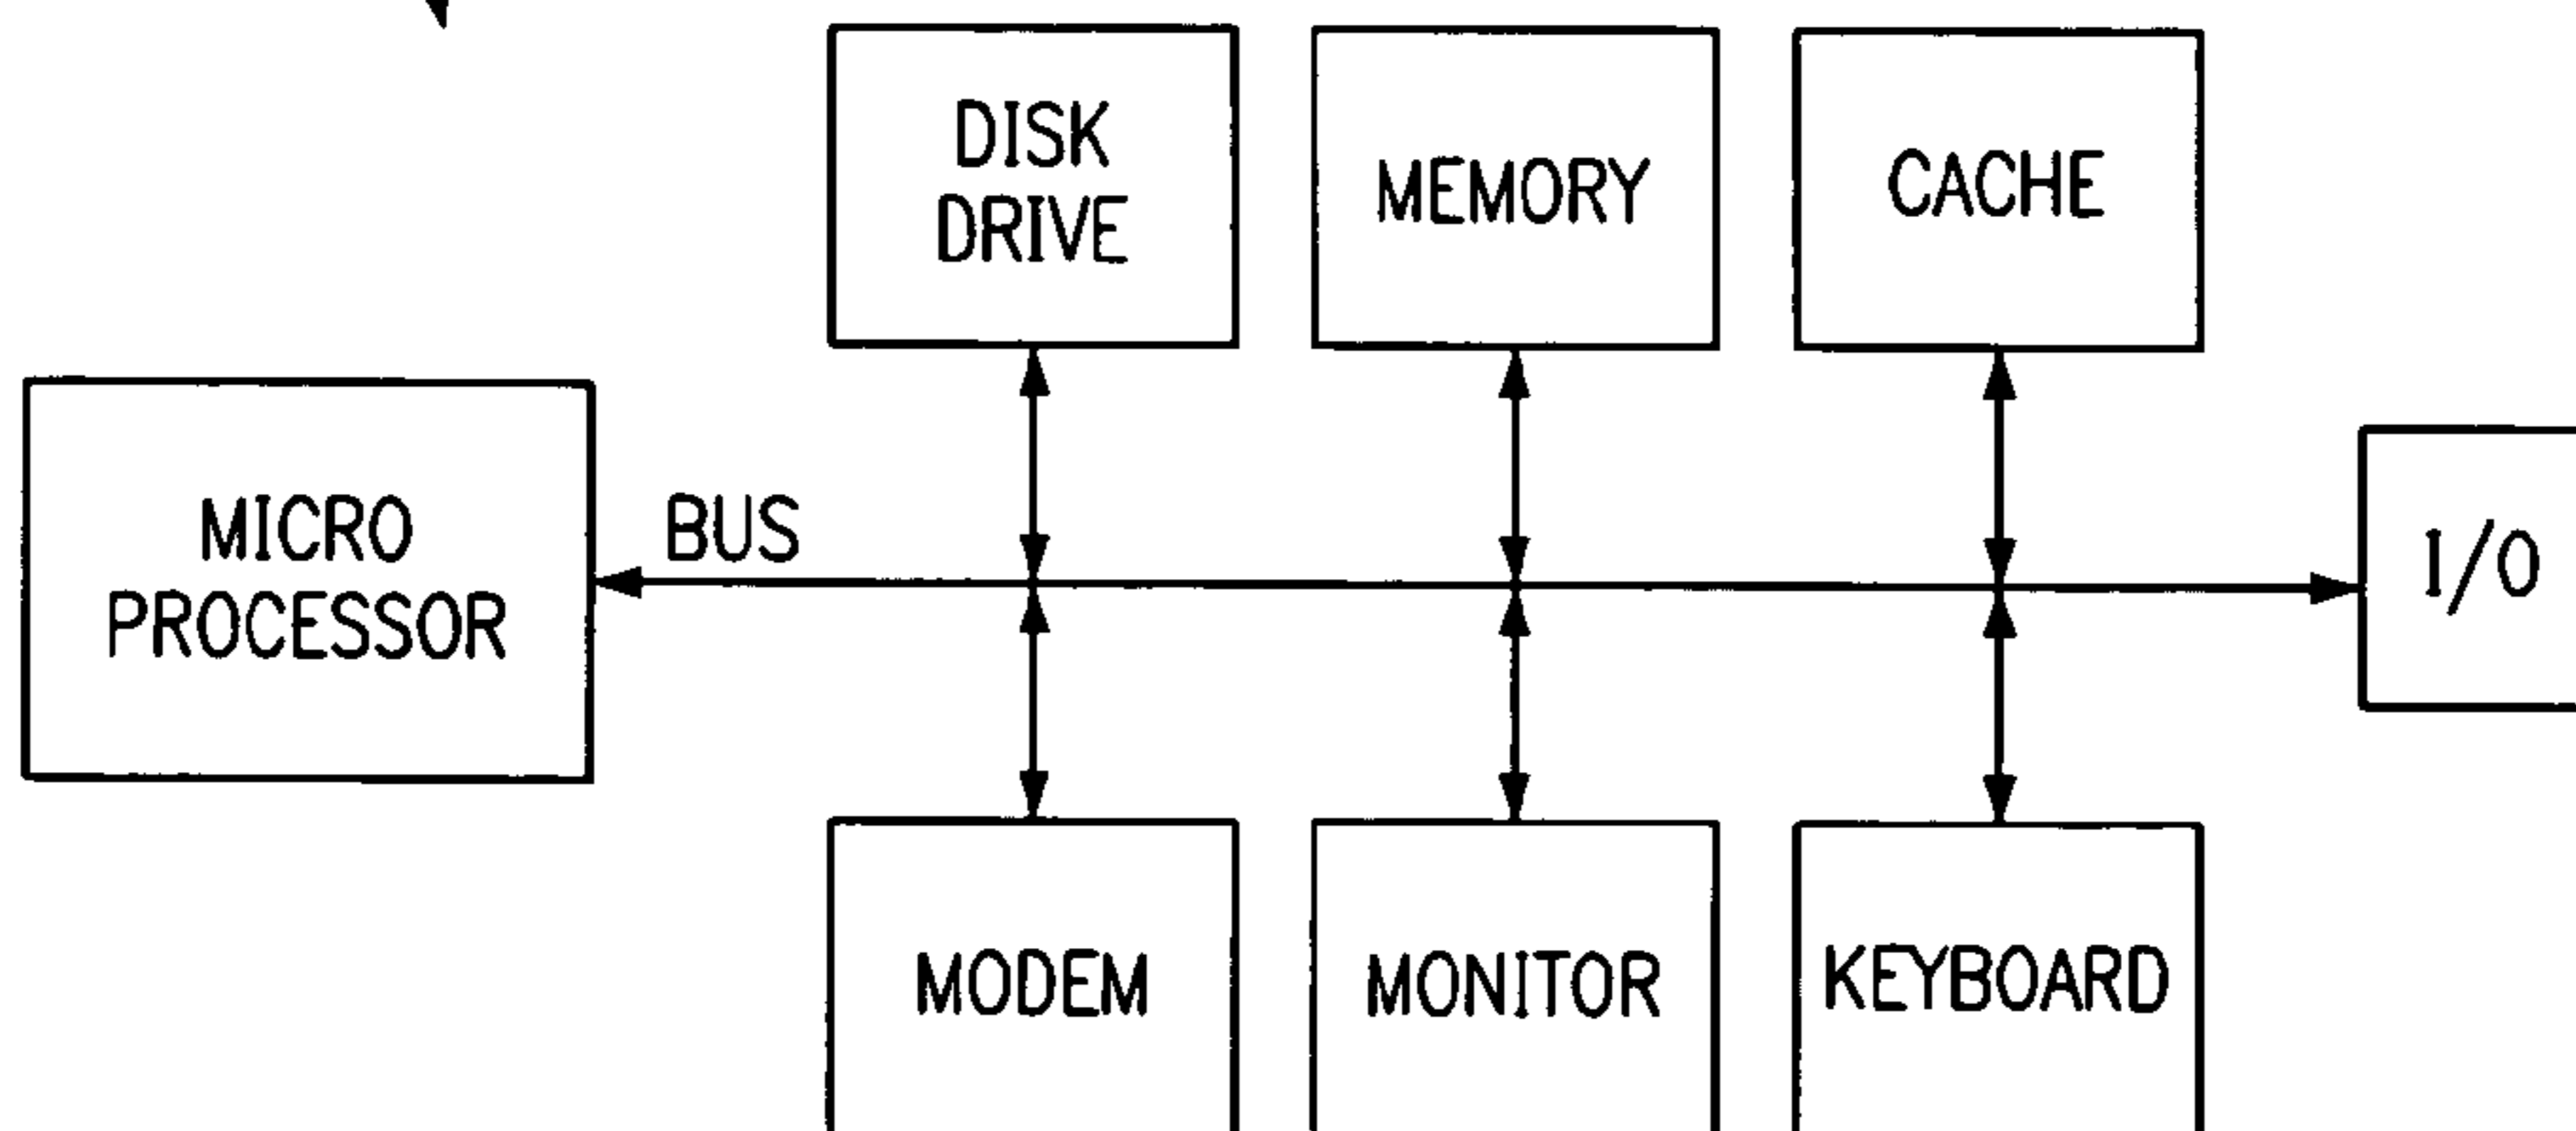 DISK
DRIVE
MEMORY
CACHE
MICRO
PROCESSOR
BUS
I/O
MODEM
MONITOR
KEYBOARD